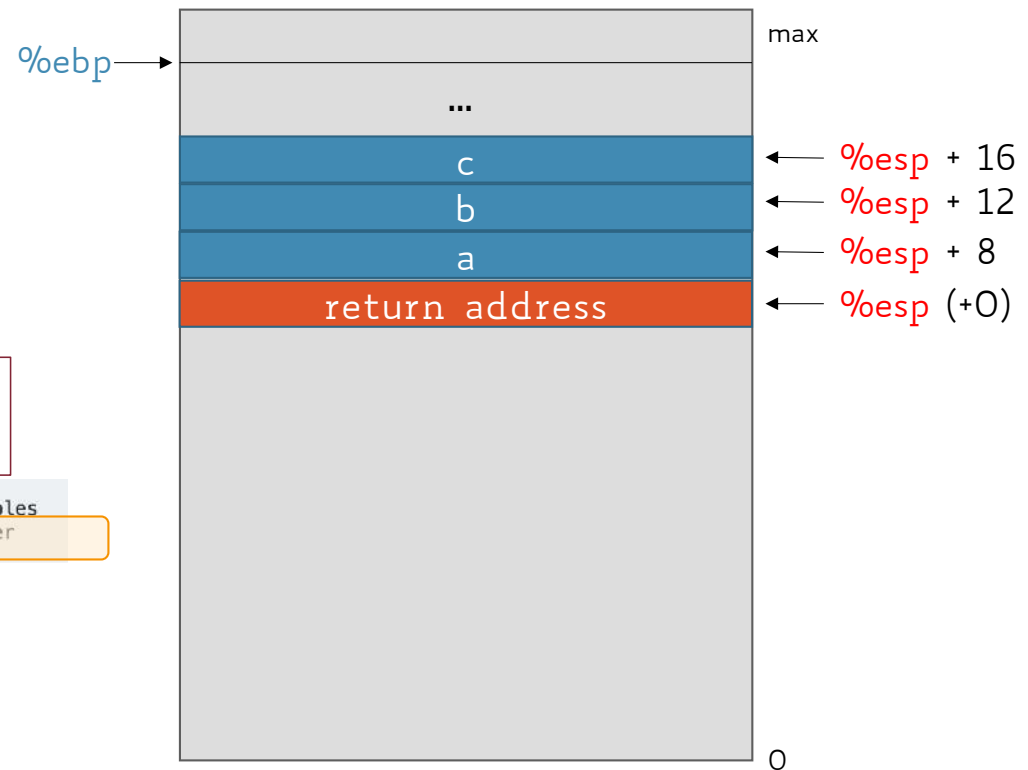 max
%ebp
...
c
%esp + 16
b
%esp + 12
a
%esp + 8
return address
%esp (+0)
0